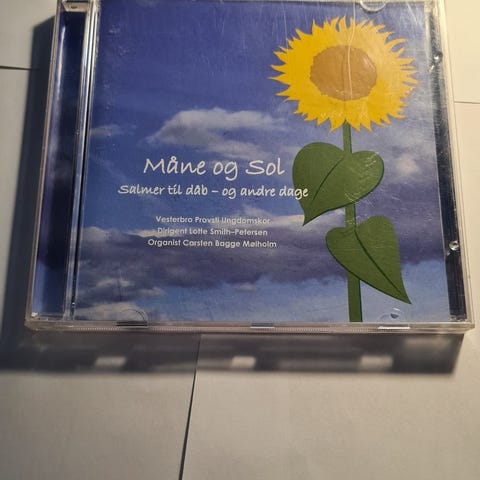 Måne og Sol
Salmer til dåb – og andre dage
Vesterbro Provsti Ungdomskor
Dirigent Lotte Smith-Petersen
Organist Carsten Bagge Mølholm